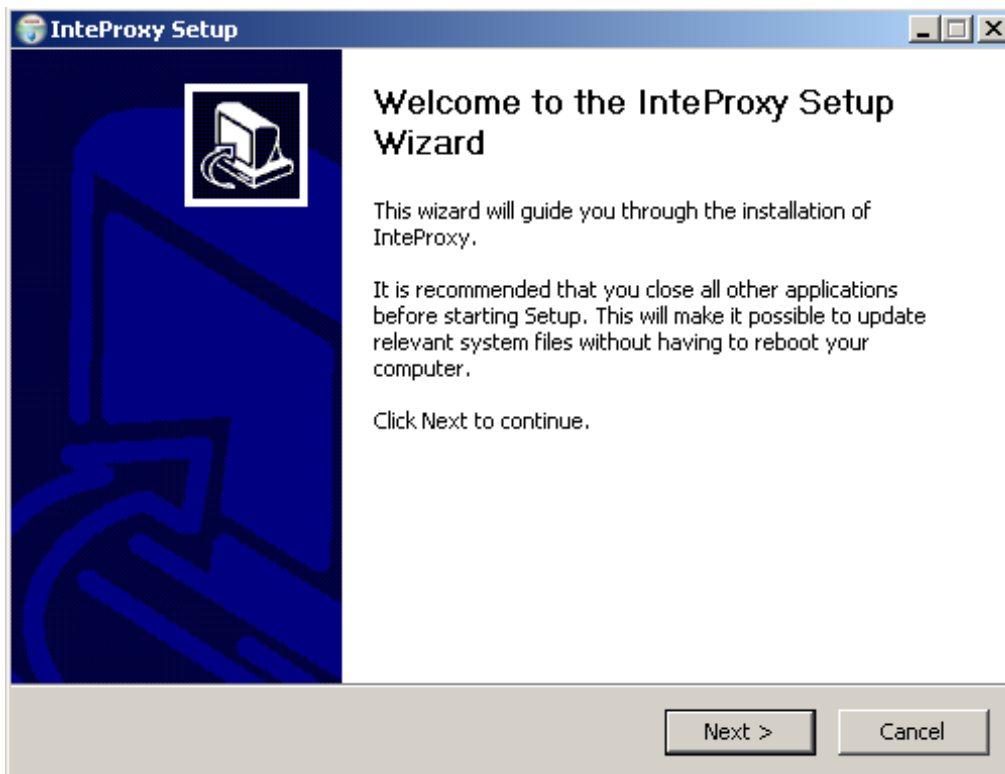 InteProxy Setup
Welcome to the InteProxy Setup
Wizard
This wizard will guide you through the installation of
InteProxy.
It is recommended that you close all other applications
before starting Setup. This will make it possible to update
relevant system files without having to reboot your
computer.
Click Next to continue.
Next >
Cancel